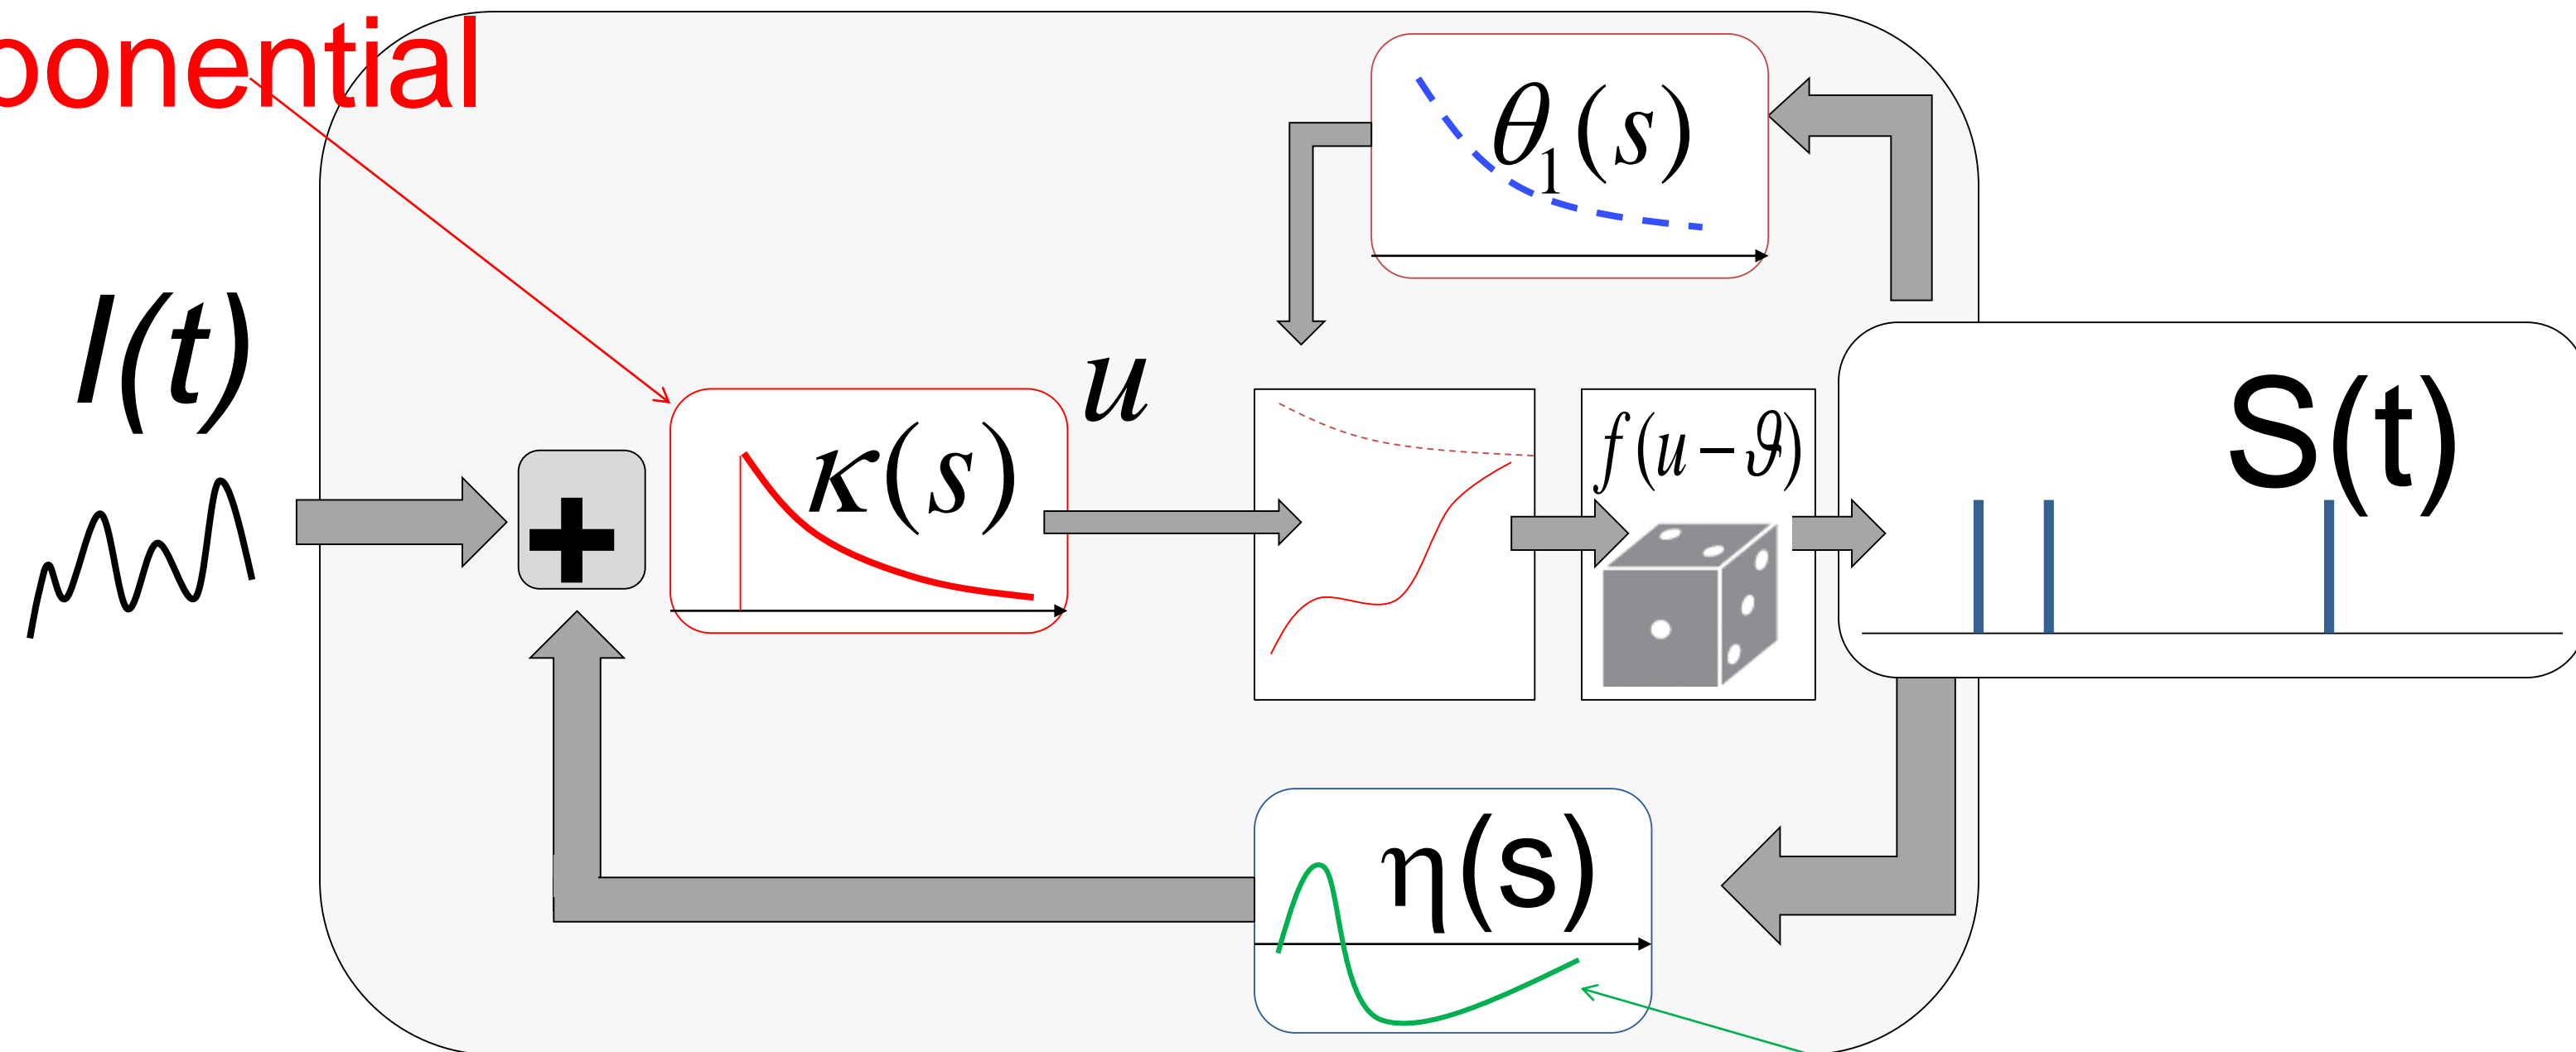 ponential
θ₁(s)
I(t)
u
κ(s)
+
f(u−ϑ)
S(t)
η(s)